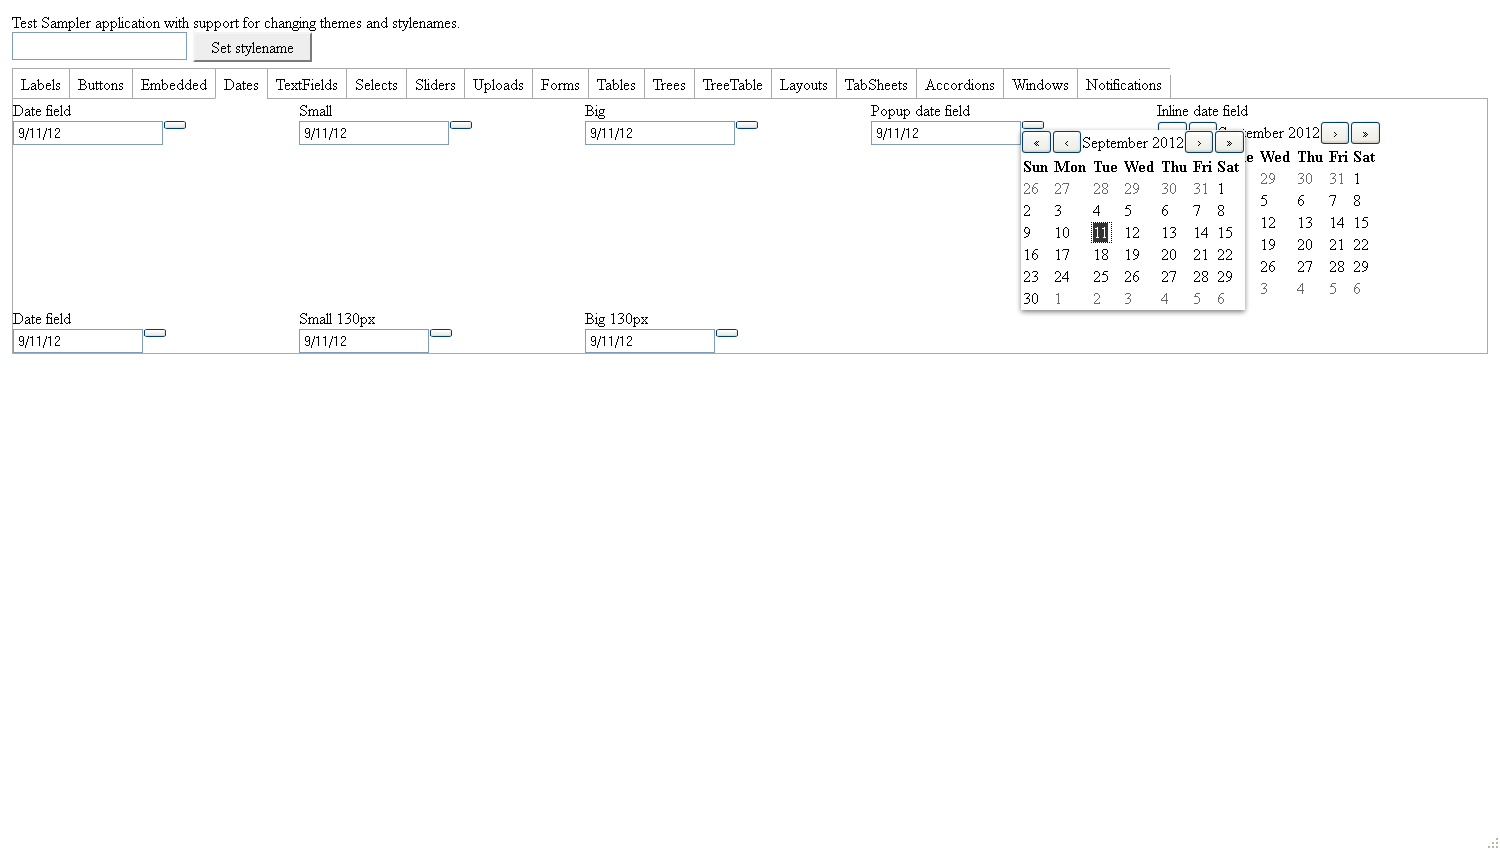 Test Sampler application with support for changing themes and stylenames.
Set stylename
Labels Buttons Embedded Dates TextFields Selects Sliders Uploads Forms Tables Trees TreeTable Layouts TabSheets Accordions Windows Notifications
Date field Small Big Popup date field Inline date field
9/11/12 9/11/12 9/11/12 9/11/12
« ‹ September 2012 › »
Sun Mon Tue Wed Thu Fri Sat
26 27 28 29 30 31 1
2 3 4 5 6 7 8
9 10 11 12 13 14 15
16 17 18 19 20 21 22
23 24 25 26 27 28 29
30 1 2 3 4 5 6
2012 › »
Wed Thu Fri Sat
29 30 31 1
5 6 7 8
12 13 14 15
19 20 21 22
26 27 28 29
3 4 5 6
Date field Small 130px Big 130px
9/11/12 9/11/12 9/11/12